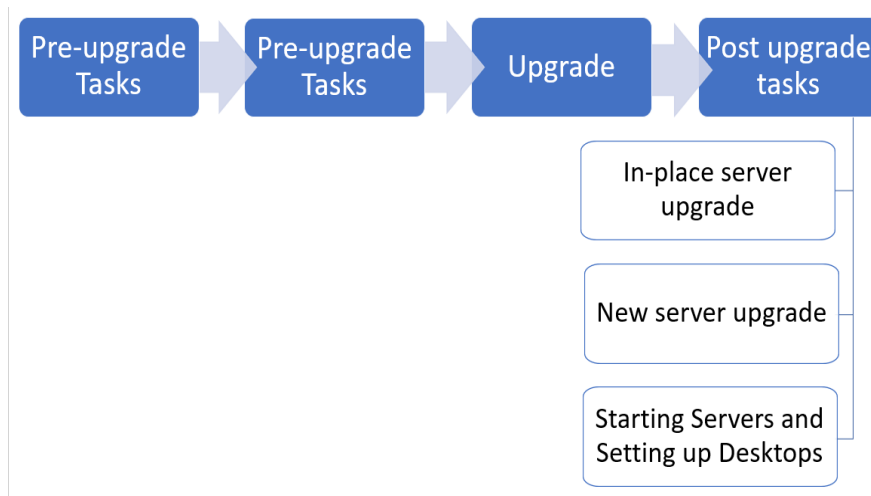 Pre-upgrade
Tasks
Pre-upgrade
Tasks
Upgrade
Post upgrade
tasks
In-place server
upgrade
New server upgrade
Starting Servers and
Setting up Desktops